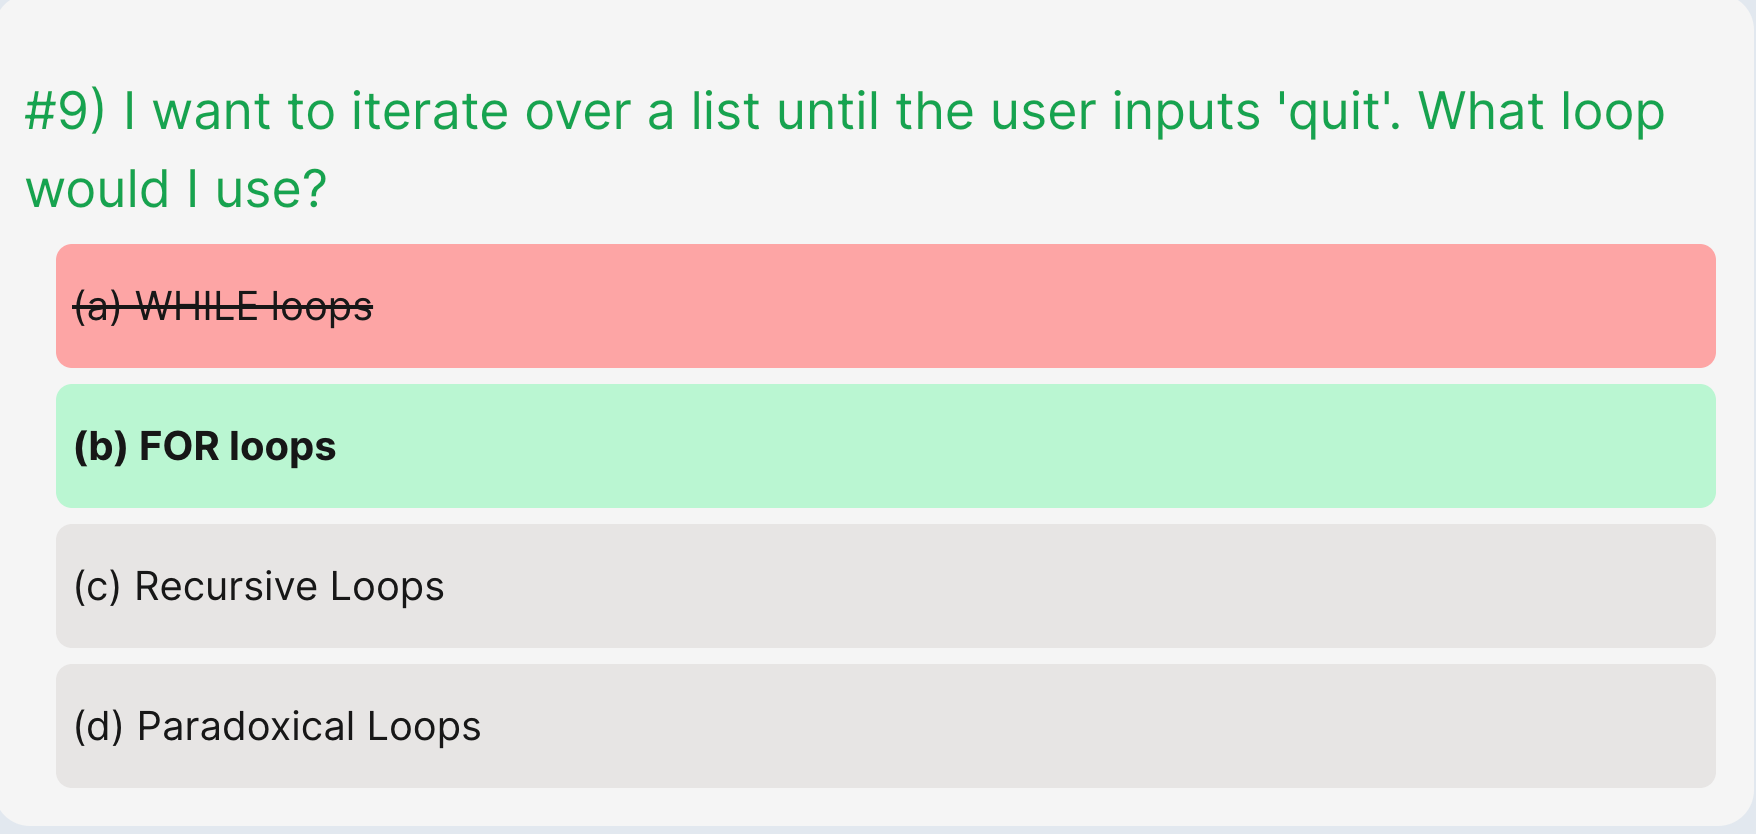 #9) I want to iterate over a list until the user inputs 'quit'. What loop
would I use?
(a) WHILE loops
(b) FOR loops
(c) Recursive Loops
(d) Paradoxical Loops